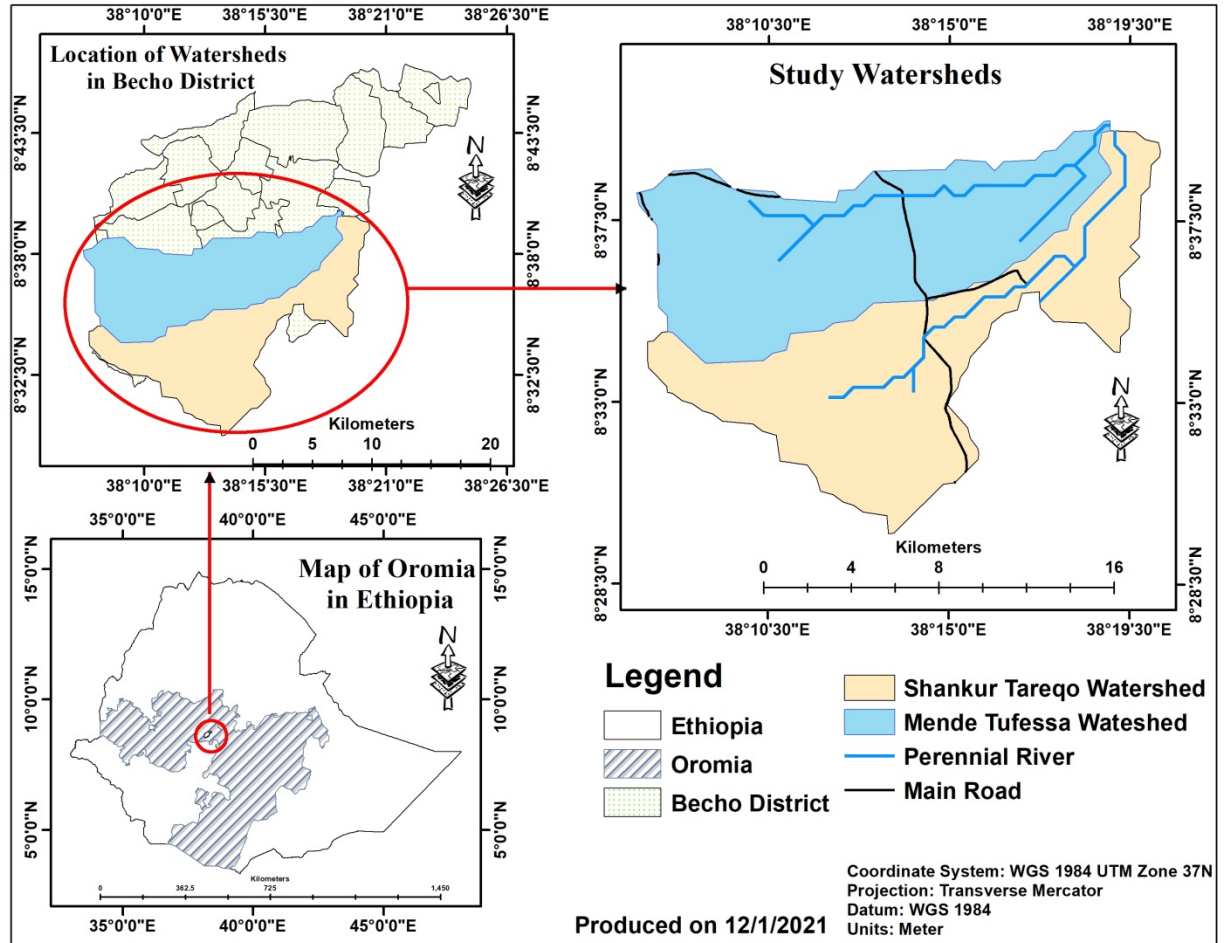 38°10'0"E 38°15'30"E 38°21'0"E 38°26'30"E
Location of Watersheds
in Becho District
N
8°43'30"N
8°38'0"N
8°32'30"N
8°43'30"N
8°38'0"N
8°32'30"N
Kilometers
0 5 10 20
38°10'0"E 38°15'30"E 38°21'0"E 38°26'30"E
38°10'30"E 38°15'0"E 38°19'30"E
Study Watersheds
N
8°37'30"N
8°33'0"N
8°28'30"N
8°37'30"N
8°33'0"N
8°28'30"N
Kilometers
0 4 8 16
38°10'30"E 38°15'0"E 38°19'30"E
35°0'0"E 40°0'0"E 45°0'0"E
Map of Oromia
in Ethiopia
N
15°0'0"N
10°0'0"N
5°0'0"N
15°0'0"N
10°0'0"N
5°0'0"N
Kilometers
0 362.5 725 1,450
35°0'0"E 40°0'0"E 45°0'0"E
Legend
Ethiopia
Oromia
Becho District
Shankur Tareqo Watershed
Mende Tufessa Wateshed
Perennial River
Main Road
Produced on 12/1/2021
Coordinate System: WGS 1984 UTM Zone 37N
Projection: Transverse Mercator
Datum: WGS 1984
Units: Meter